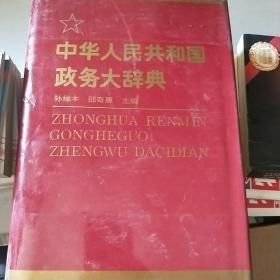 中华人民共和国
政务大辞典
孙维本 邵奇惠 主编
ZHONGHUA RENMIN
GONGHEGUO
ZHENGWU DACIDIAN